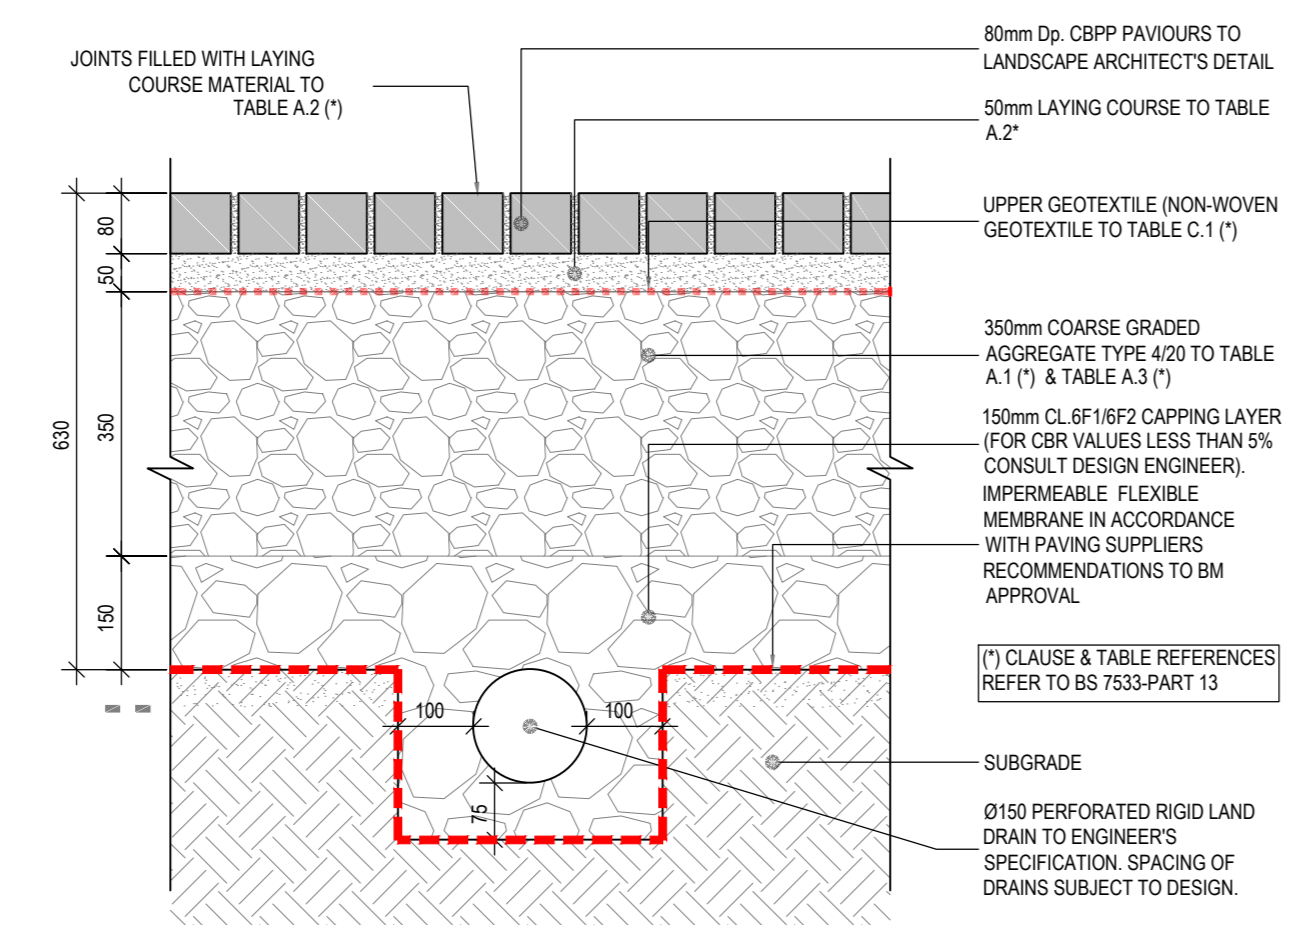 JOINTS FILLED WITH LAYING
COURSE MATERIAL TO
TABLE A.2 (*)
80mm Dp. CBPP PAVIOURS TO
LANDSCAPE ARCHITECT'S DETAIL
50mm LAYING COURSE TO TABLE
A.2*
UPPER GEOTEXTILE (NON-WOVEN
GEOTEXTILE TO TABLE C.1 (*)
350mm COARSE GRADED
AGGREGATE TYPE 4/20 TO TABLE
A.1 (*) & TABLE A.3 (*)
150mm CL.6F1/6F2 CAPPING LAYER
(FOR CBR VALUES LESS THAN 5%
CONSULT DESIGN ENGINEER).
IMPERMEABLE FLEXIBLE
MEMBRANE IN ACCORDANCE
WITH PAVING SUPPLIERS
RECOMMENDATIONS TO BM
APPROVAL
(*) CLAUSE & TABLE REFERENCES
REFER TO BS 7533-PART 13
SUBGRADE
Ø150 PERFORATED RIGID LAND
DRAIN TO ENGINEER'S
SPECIFICATION. SPACING OF
DRAINS SUBJECT TO DESIGN.
630
80
50
350
150
100
100
75